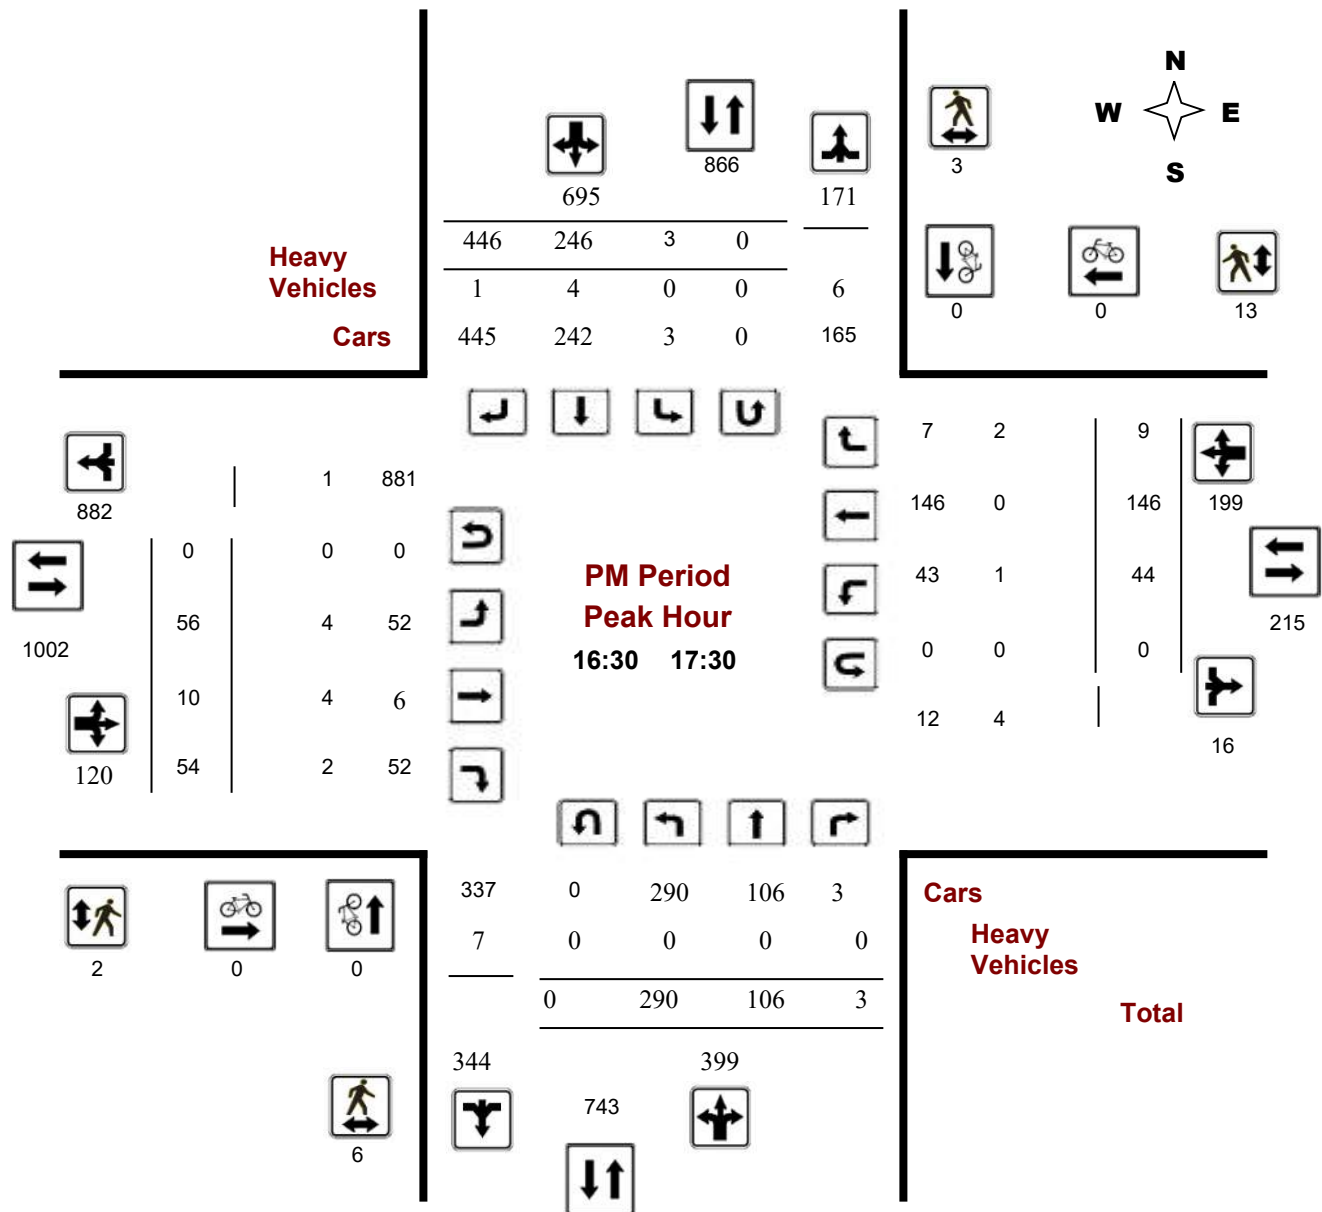 N
W E
S
866
3
695 171
446 246 3 0
Heavy
Vehicles 1 4 0 0 6
0 0 13
Cars 445 242 3 0 165
7 2 9
1 881
882
146 0 146 199
0 0 0
PM Period
43 1 44
Peak Hour
56 4 52
215
1002
16:30 17:30
0 0 0
10 4 6
12 4
16
120 54 2 52
337 0 290 106 3 Cars
7 0 0 0 0 Heavy
Vehicles
2 0 0
0 290 106 3 Total
344 399
743
6